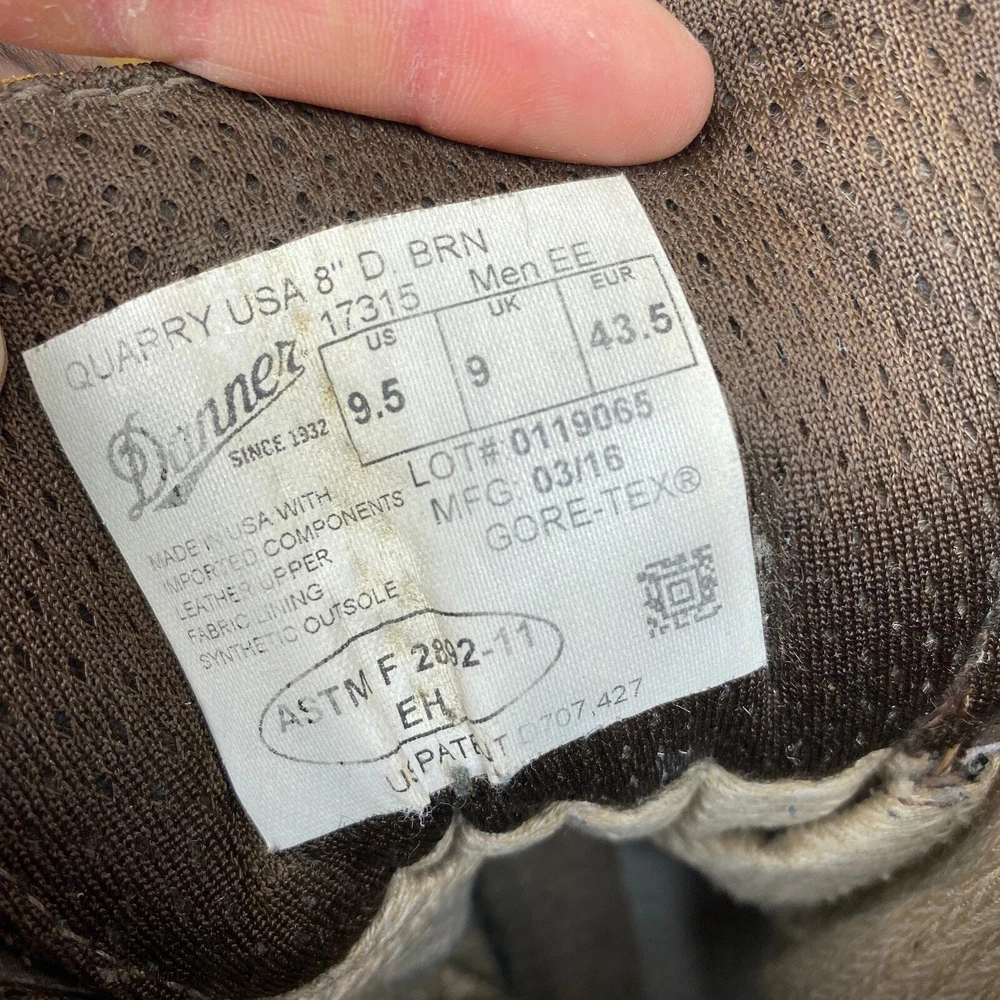 QUARRY USA 8" D. BRN
17315 Men EE
Danner
SINCE 1932
US UK EUR
9.5 9 43.5
LOT# 0119065
MFG: 03/16
GORE-TEX®
MADE IN USA WITH
IMPORTED COMPONENTS
LEATHER UPPER
FABRIC LINING
SYNTHETIC OUTSOLE
ASTM F 2892-11
EH
US PATENT D707,427